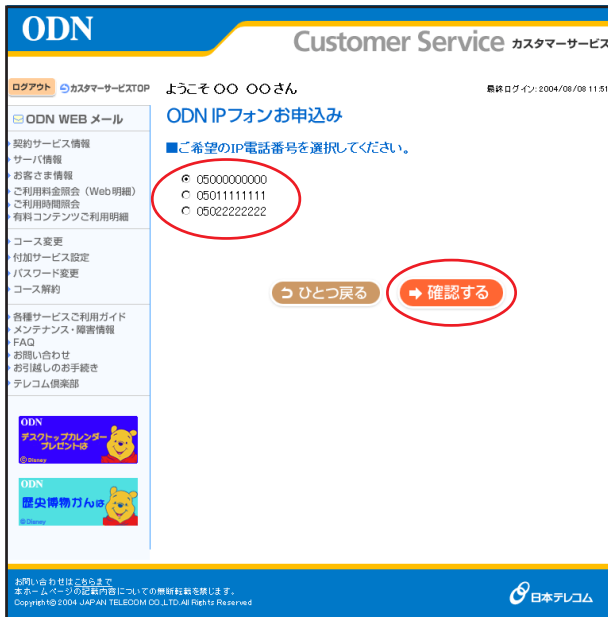 ODN
Customer Service カスタマーサービス
ログアウト
カスタマーサービスTOP
ようこそ〇〇 〇〇さん
最終ログイン:2004/08/08 11:51
ODN WEB メール
ODN IPフォンお申込み
■ご希望のIP電話番号を選択してください。
契約サービス情報
サーバ情報
お客さま情報
ご利用料金照会(Web明細)
ご利用時間照会
有料コンテンツご利用明細
コース変更
付加サービス設定
パスワード変更
コース解約
各種サービスご利用ガイド
メンテナンス・障害情報
FAQ
お問い合わせ
お引越しのお手続き
テレコム倶楽部
05000000000
05011111111
05022222222
ひとつ戻る
確認する
ODN
デスクトップカレンダー
プレゼントは
©Disney
ODN
歴史博物がんは
©Disney
お問い合わせはこちらまで
本ホームページの記載内容についての無断転載を禁じます。
Copyright© 2004 JAPAN TELECOM CO.,LTD.All Rights Reserved
日本テレコム